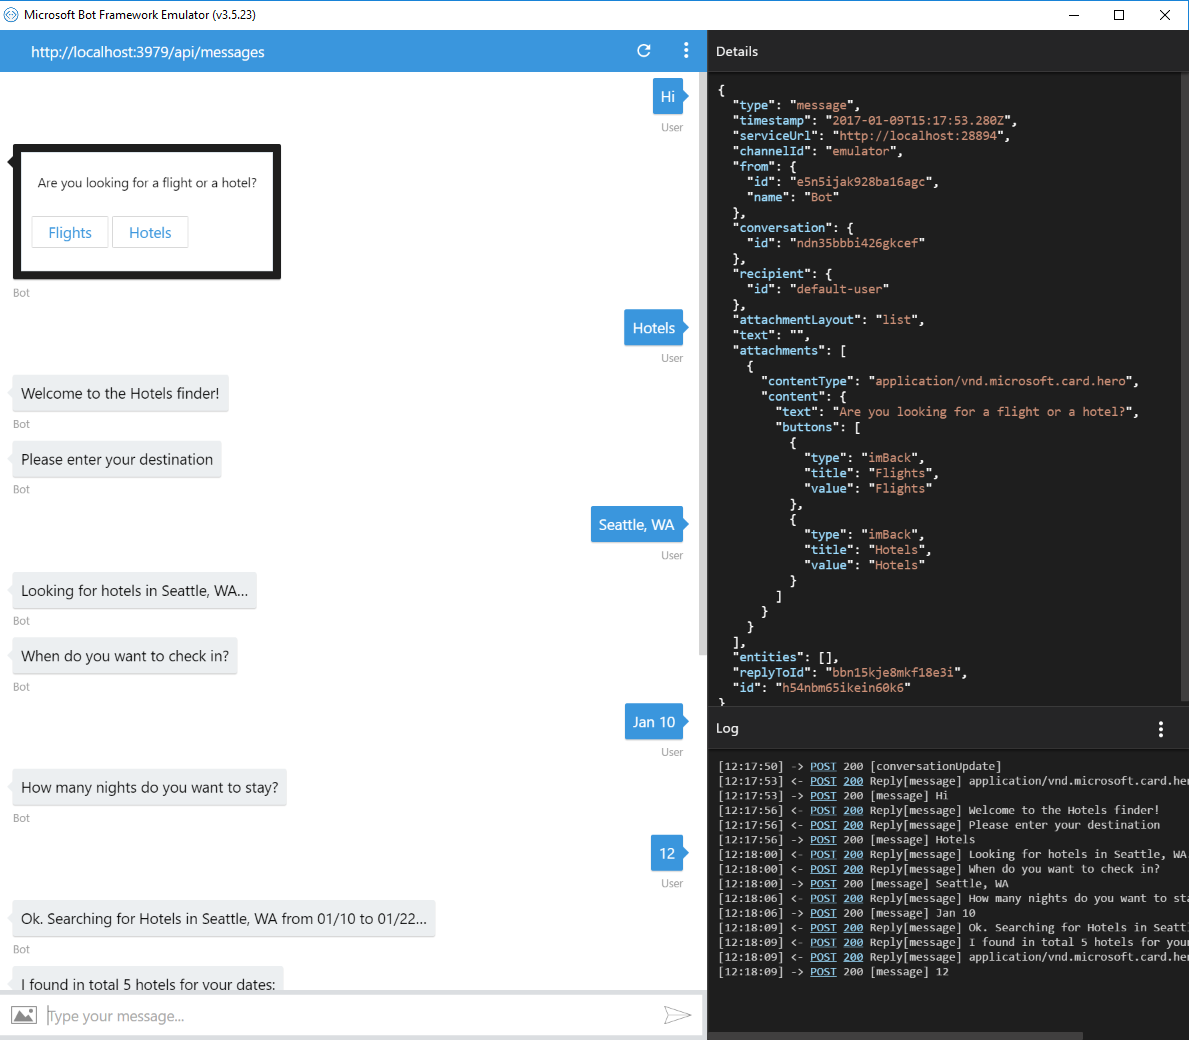 Microsoft Bot Framework Emulator (v3.5.23)
http://localhost:3979/api/messages
Hi
User
Are you looking for a flight or a hotel?
Flights Hotels
Bot
Hotels
User
Welcome to the Hotels finder!
Bot
Please enter your destination
Bot
Seattle, WA
User
Looking for hotels in Seattle, WA...
Bot
When do you want to check in?
Bot
Jan 10
User
How many nights do you want to stay?
Bot
12
User
Ok. Searching for Hotels in Seattle, WA from 01/10 to 01/22...
Bot
I found in total 5 hotels for your dates:
Type your message...
Details
{
"type": "message",
"timestamp": "2017-01-09T15:17:53.280Z",
"serviceUrl": "http://localhost:28894",
"channelId": "emulator",
"from": {
"id": "e5n5ijak928ba16agc",
"name": "Bot"
},
"conversation": {
"id": "ndn35bbbi426gkcef"
},
"recipient": {
"id": "default-user"
},
"attachmentLayout": "list",
"text": "",
"attachments": [
{
"contentType": "application/vnd.microsoft.card.hero",
"content": {
"text": "Are you looking for a flight or a hotel?",
"buttons": [
{
"type": "imBack",
"title": "Flights",
"value": "Flights"
},
{
"type": "imBack",
"title": "Hotels",
"value": "Hotels"
}
]
}
}
],
"entities": [],
"replyToId": "bbn15kje8mkf18e3i",
"id": "h54nbm65ikein60k6"
}
Log
[12:17:50] -> POST 200 [conversationUpdate]
[12:17:53] <- POST 200 Reply[message] application/vnd.microsoft.card.her
[12:17:53] -> POST 200 [message] Hi
[12:17:56] <- POST 200 Reply[message] Welcome to the Hotels finder!
[12:17:56] <- POST 200 Reply[message] Please enter your destination
[12:17:56] -> POST 200 [message] Hotels
[12:18:00] <- POST 200 Reply[message] Looking for hotels in Seattle, WA
[12:18:00] <- POST 200 Reply[message] When do you want to check in?
[12:18:00] -> POST 200 [message] Seattle, WA
[12:18:06] <- POST 200 Reply[message] How many nights do you want to sta
[12:18:06] -> POST 200 [message] Jan 10
[12:18:09] <- POST 200 Reply[message] Ok. Searching for Hotels in Seattl
[12:18:09] <- POST 200 Reply[message] I found in total 5 hotels for your
[12:18:09] <- POST 200 Reply[message] application/vnd.microsoft.card.her
[12:18:09] -> POST 200 [message] 12